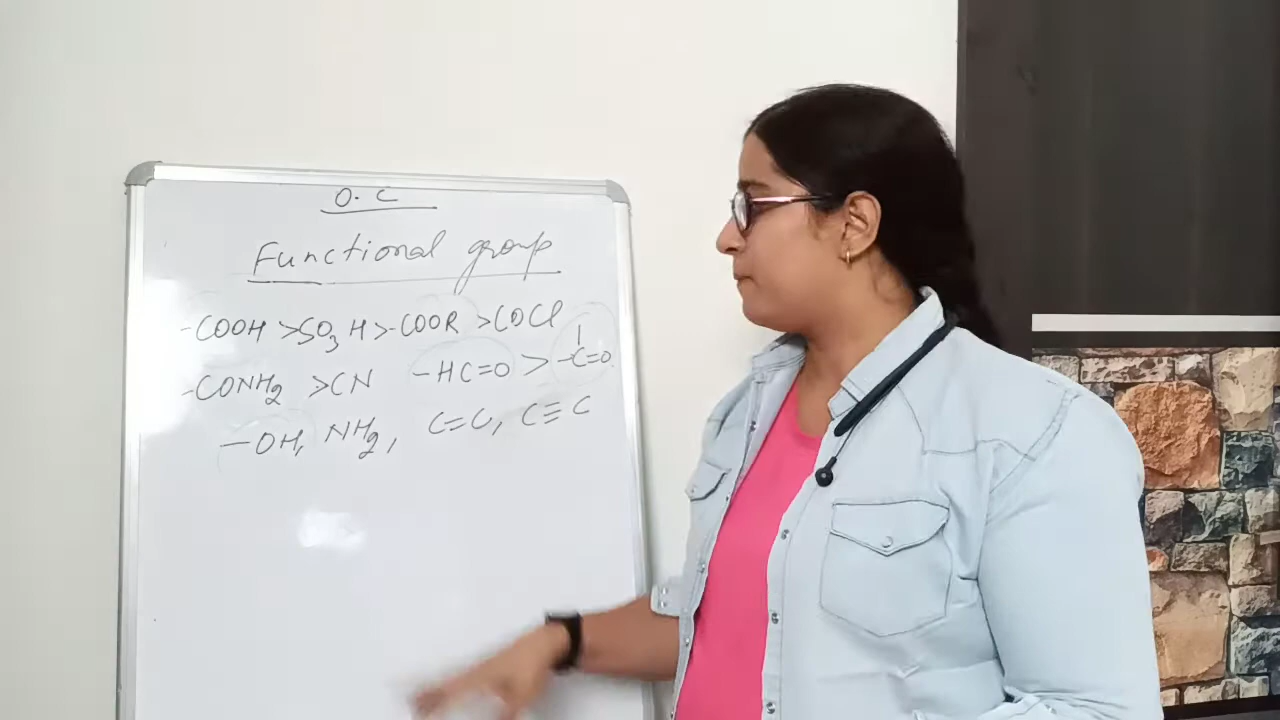 O. C
Functional group
-COOH >SO₃H >-COOR >COCl
-CONH₂ >CN -HC=O > -C=O
-OH, NH₂, C=C, C≡C